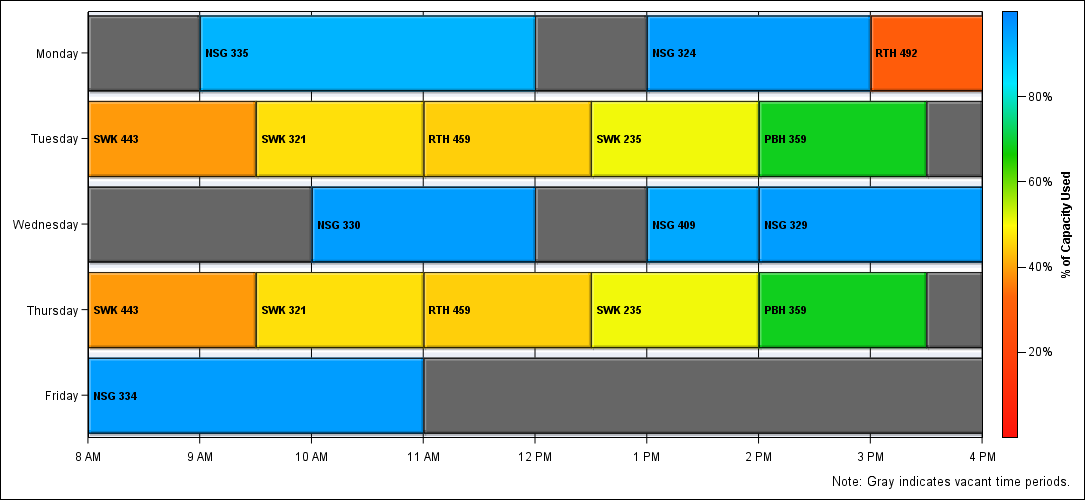 Monday
NSG 335
NSG 324
RTH 492
Tuesday
SWK 443
SWK 321
RTH 459
SWK 235
PBH 359
Wednesday
NSG 330
NSG 409
NSG 329
Thursday
SWK 443
SWK 321
RTH 459
SWK 235
PBH 359
Friday
NSG 334
8 AM
9 AM
10 AM
11 AM
12 PM
1 PM
2 PM
3 PM
4 PM
80%
60%
40%
20%
% of Capacity Used
Note: Gray indicates vacant time periods.